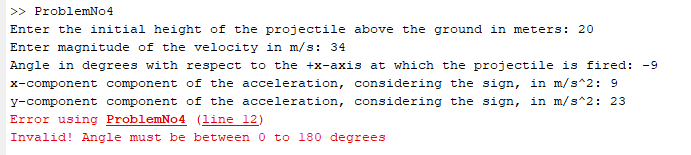 >> ProblemNo4
Enter the initial height of the projectile above the ground in meters: 20
Enter magnitude of the velocity in m/s: 34
Angle in degrees with respect to the +x-axis at which the projectile is fired: -9
x-component component of the acceleration, considering the sign, in m/s^2: 9
y-component component of the acceleration, considering the sign, in m/s^2: 23
Error using ProblemNo4 (line 12)
Invalid! Angle must be between 0 to 180 degrees